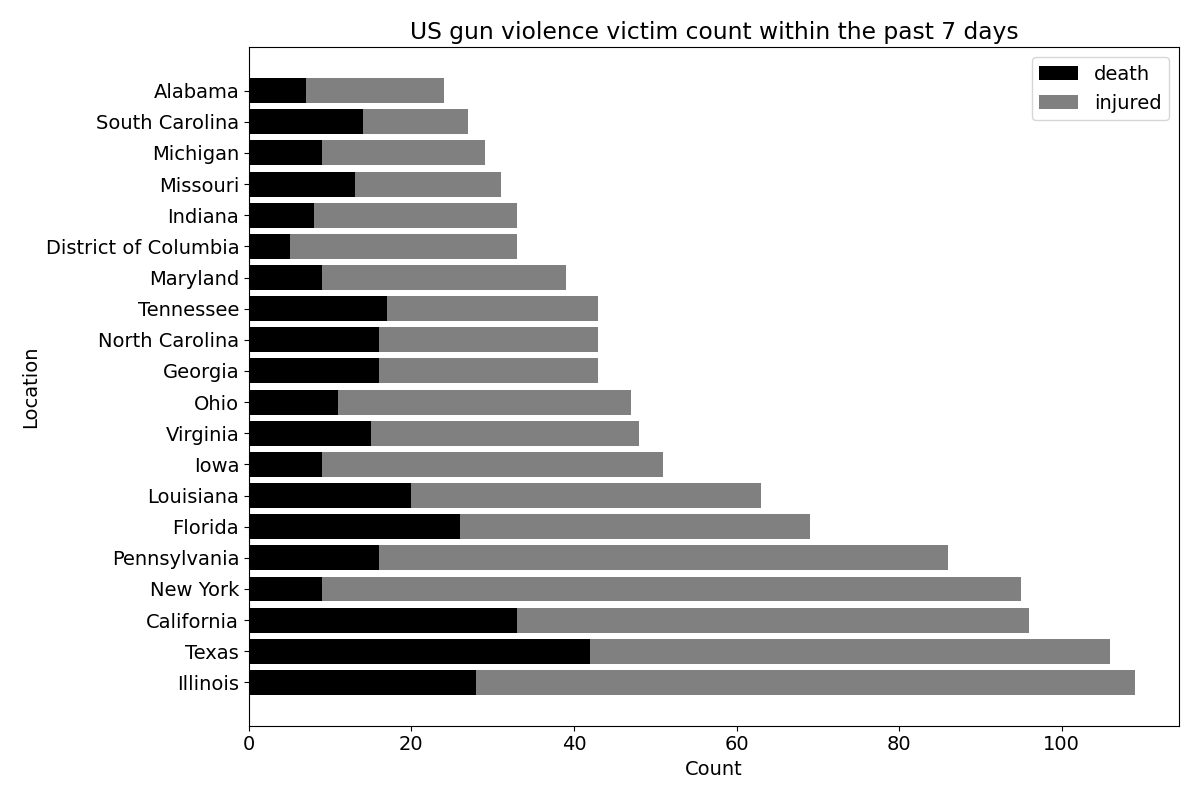 US gun violence victim count within the past 7 days
death
injured
Alabama
South Carolina
Michigan
Missouri
Indiana
District of Columbia
Maryland
Tennessee
North Carolina
Georgia
Ohio
Virginia
Iowa
Louisiana
Florida
Pennsylvania
New York
California
Texas
Illinois
Location
0 20 40 60 80 100
Count